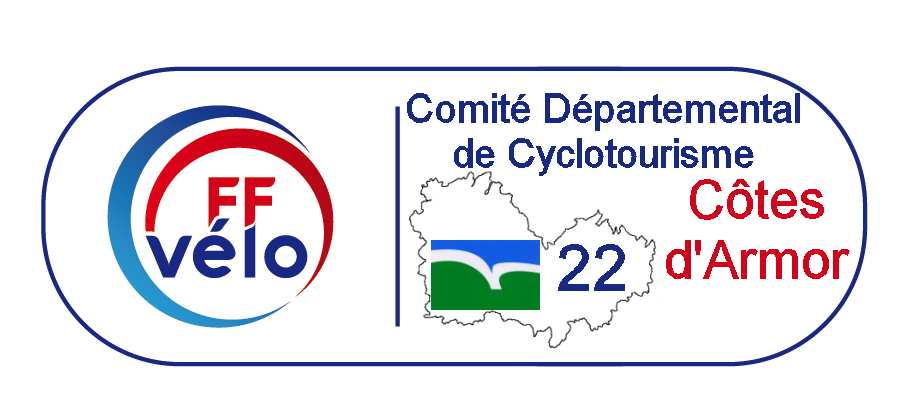 FF
vélo
Comité Départemental
de Cyclotourisme
Côtes
d'Armor
22